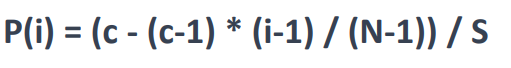 P(i) = (c - (c-1) * (i-1) / (N-1)) / S